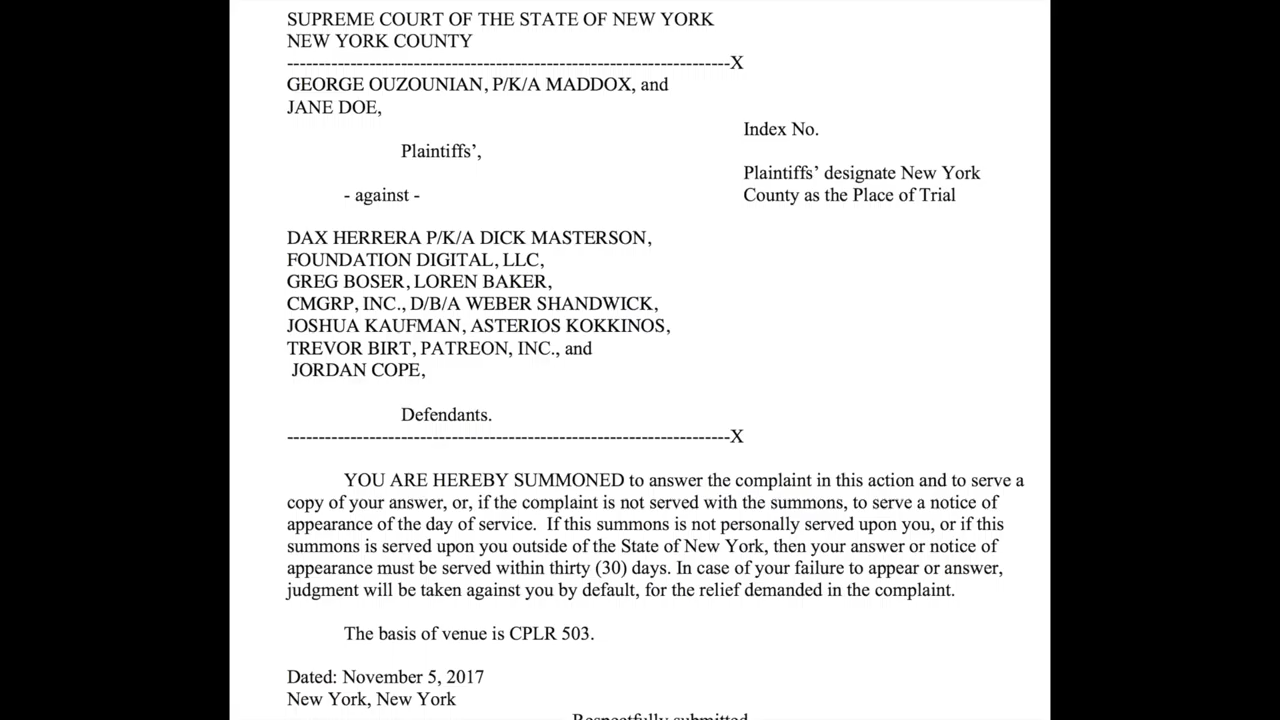 SUPREME COURT OF THE STATE OF NEW YORK
NEW YORK COUNTY
----------------------------------------------------------------------X
GEORGE OUZOUNIAN, P/K/A MADDOX, and
JANE DOE,
Index No.
Plaintiffs’,
Plaintiffs’ designate New York
- against -
County as the Place of Trial
DAX HERRERA P/K/A DICK MASTERSON,
FOUNDATION DIGITAL, LLC,
GREG BOSER, LOREN BAKER,
CMGRP, INC., D/B/A WEBER SHANDWICK,
JOSHUA KAUFMAN, ASTERIOS KOKKINOS,
TREVOR BIRT, PATREON, INC., and
JORDAN COPE,
Defendants.
----------------------------------------------------------------------X
YOU ARE HEREBY SUMMONED to answer the complaint in this action and to serve a
copy of your answer, or, if the complaint is not served with the summons, to serve a notice of
appearance of the day of service.  If this summons is not personally served upon you, or if this
summons is served upon you outside of the State of New York, then your answer or notice of
appearance must be served within thirty (30) days. In case of your failure to appear or answer,
judgment will be taken against you by default, for the relief demanded in the complaint.
The basis of venue is CPLR 503.
Dated: November 5, 2017
New York, New York
Respectfully submitted